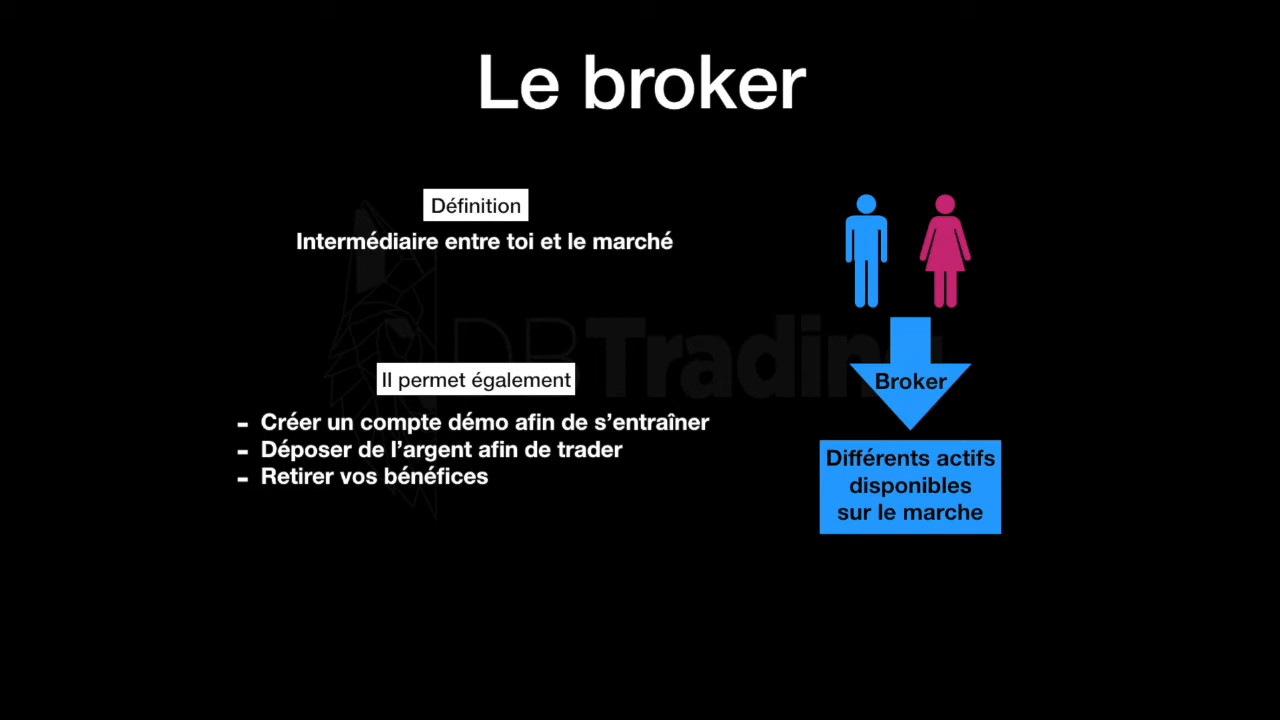 Le broker
Définition
Intermédiaire entre toi et le marché
Il permet également
- Créer un compte démo afin de s'entraîner
- Déposer de l'argent afin de trader
- Retirer vos bénéfices
Broker
Différents actifs
disponibles
sur le marche
DBTrading